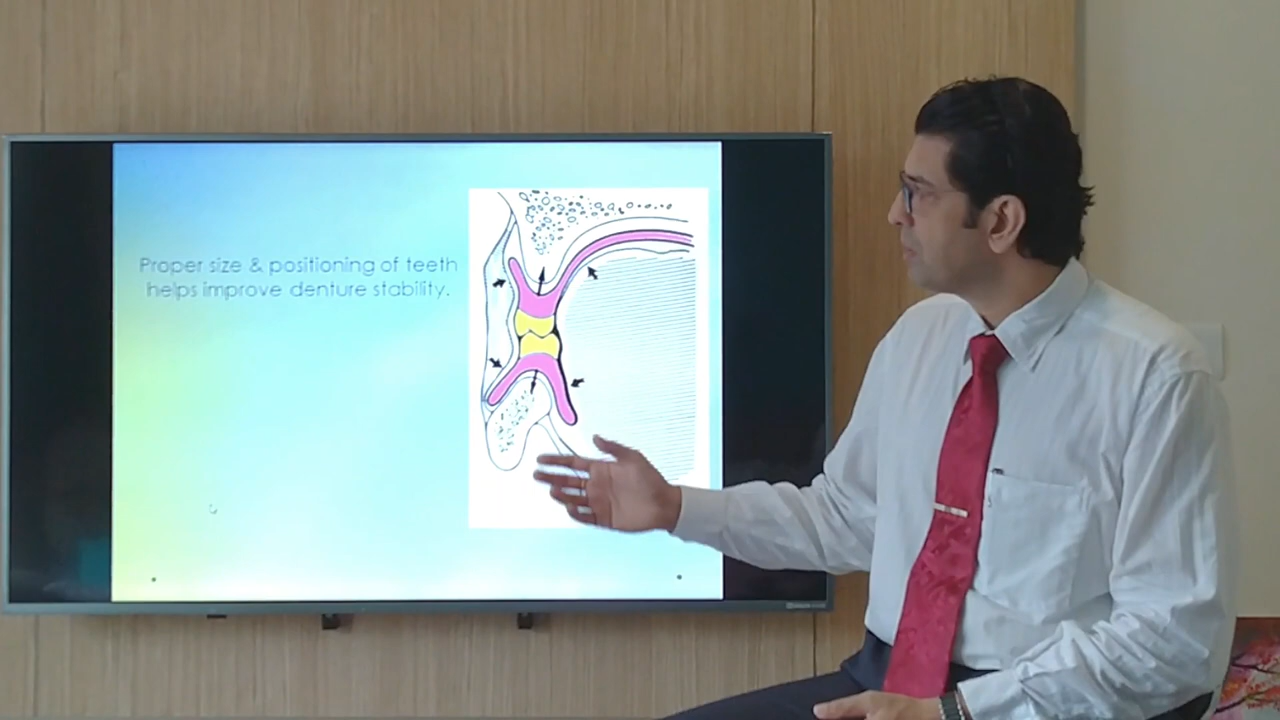 Proper size & positioning of teeth
helps improve denture stability.